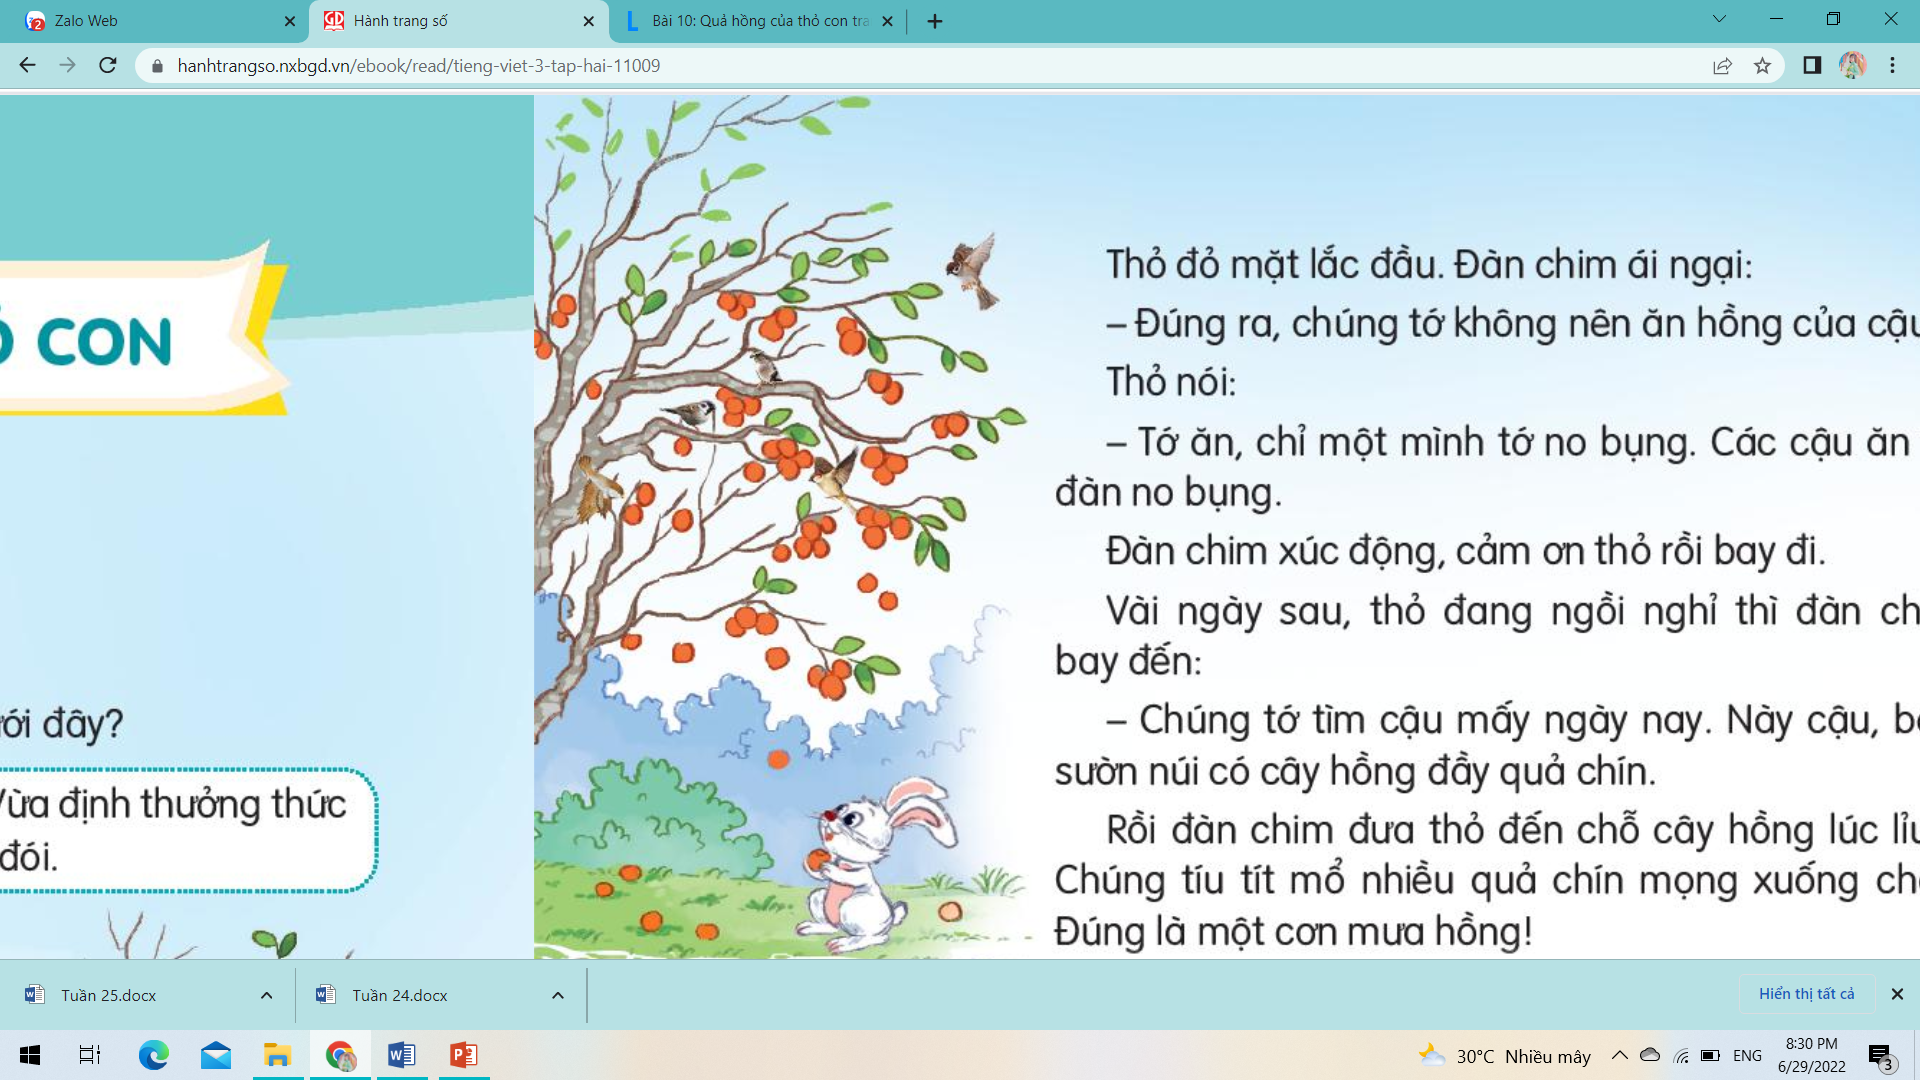 Zalo Web
Hành trang số
Bài 10: Quả hồng của thỏ con tra
hanhtrangso.nxbgd.vn/ebook/read/tieng-viet-3-tap-hai-11009
CON
đây?
định thưởng thức
đói.
Thỏ đỏ mặt lắc đầu. Đàn chim ái ngại:
– Đúng ra, chúng tớ không nên ăn hồng của cậu
Thỏ nói:
– Tớ ăn, chỉ một mình tớ no bụng. Các cậu ăn
đàn no bụng.
Đàn chim xúc động, cảm ơn thỏ rồi bay đi.
Vài ngày sau, thỏ đang ngồi nghỉ thì đàn ch
bay đến:
– Chúng tớ tìm cậu mấy ngày nay. Này cậu, b
sườn núi có cây hồng đầy quả chín.
Rồi đàn chim đưa thỏ đến chỗ cây hồng lúc lỉu
Chúng tíu tít mổ nhiều quả chín mọng xuống ch
Đúng là một cơn mưa hồng!
Tuần 25.docx
Tuần 24.docx
Hiển thị tất cả
30°C Nhiều mây
ENG
8:30 PM
6/29/2022
3